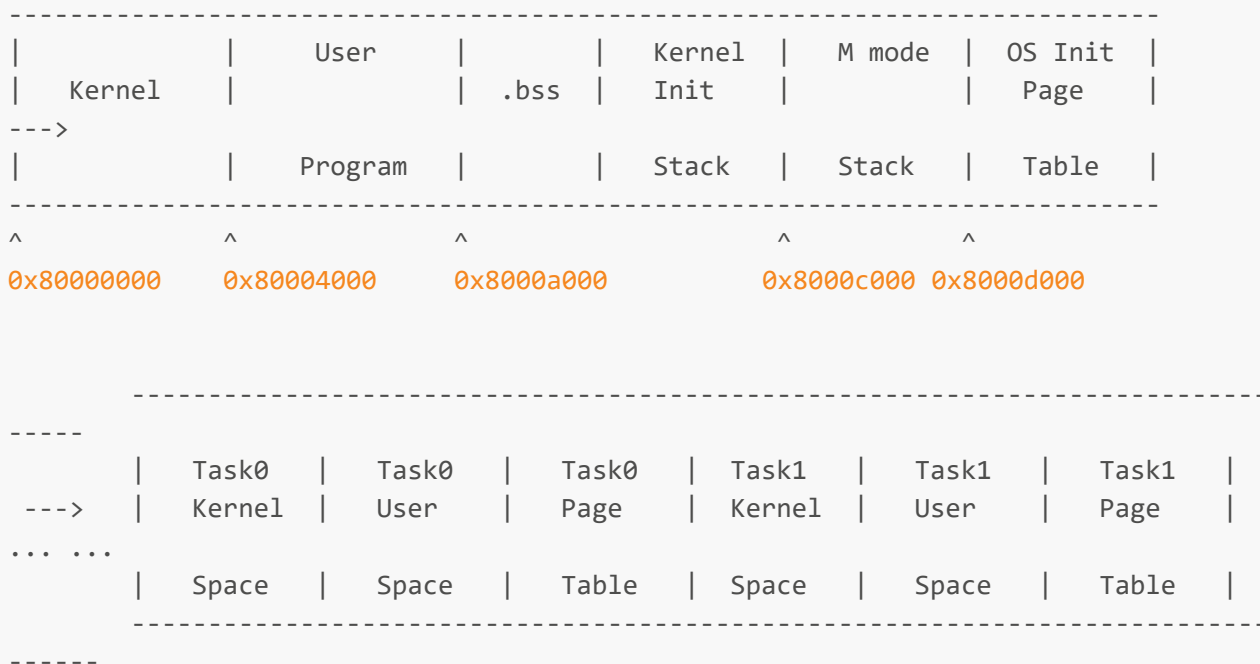 ---------------------------------------------------------------------------
|             |     User      |        |   Kernel  |   M mode  |  OS Init  |
|   Kernel    |               |  .bss  |   Init    |           |   Page    |
--->
|             |    Program    |        |   Stack   |   Stack   |   Table   |
---------------------------------------------------------------------------
^             ^              ^                    ^           ^
0x80000000    0x80004000     0x8000a000          0x8000c000 0x8000d000
        --------------------------------------------------------------------------
-----
        |   Task0   |   Task0    |   Task0    |  Task1    |   Task1    |   Task1    |
 --->   |   Kernel  |   User     |   Page     |  Kernel   |   User     |   Page     |
... ...
        |   Space   |   Space    |   Table    |  Space    |   Space    |   Table    |
        --------------------------------------------------------------------------
------